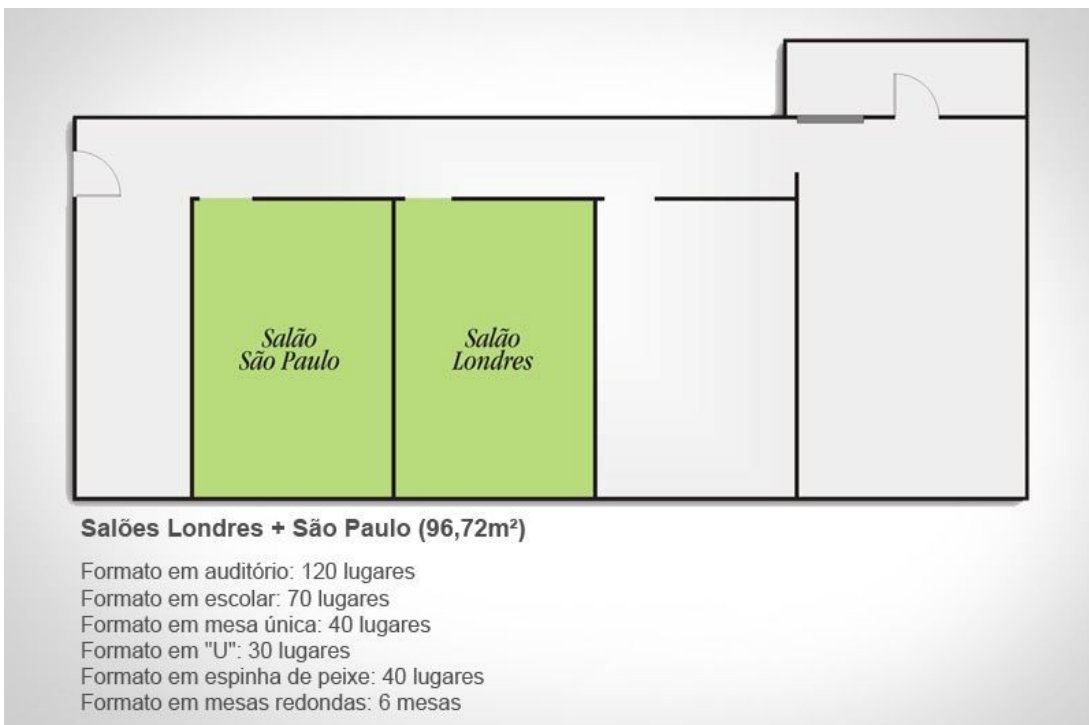 Salão
São Paulo
Salão
Londres
Salões Londres + São Paulo (96,72m²)
Formato em auditório: 120 lugares
Formato em escolar: 70 lugares
Formato em mesa única: 40 lugares
Formato em "U": 30 lugares
Formato em espinha de peixe: 40 lugares
Formato em mesas redondas: 6 mesas